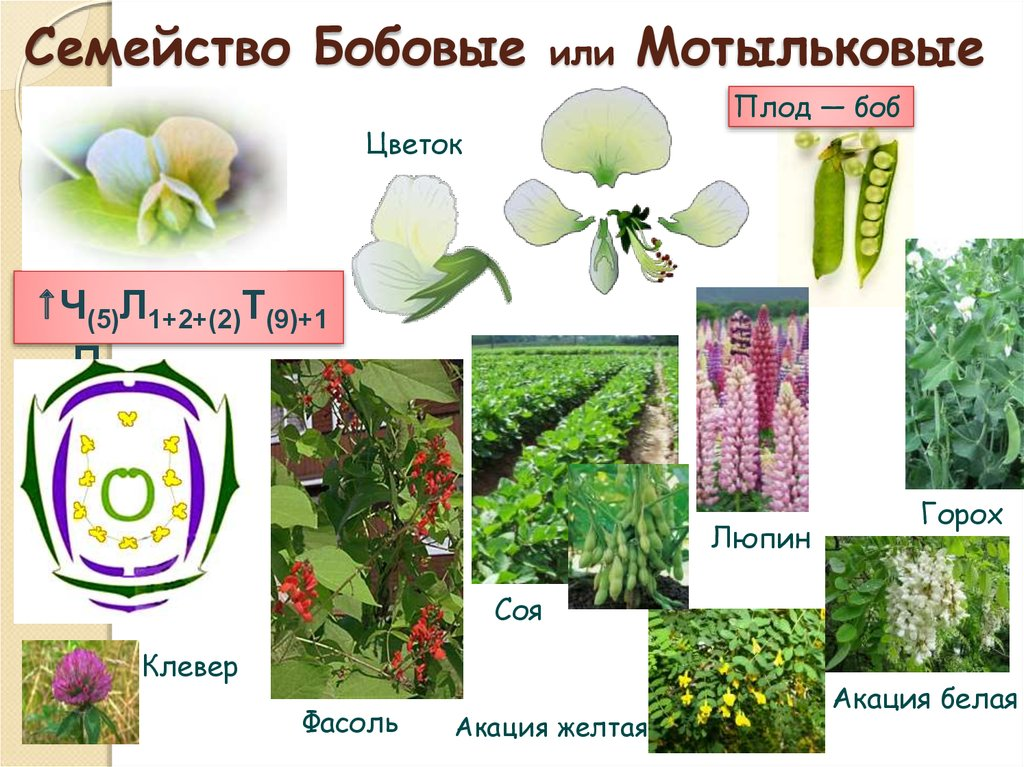 Семейство Бобовые или Мотыльковые
Плод — боб
Цветок
↑Ч(5)Л1+2+(2)Т(9)+1
П
Люпин
Горох
Соя
Клевер
Фасоль
Акация желтая
Акация белая